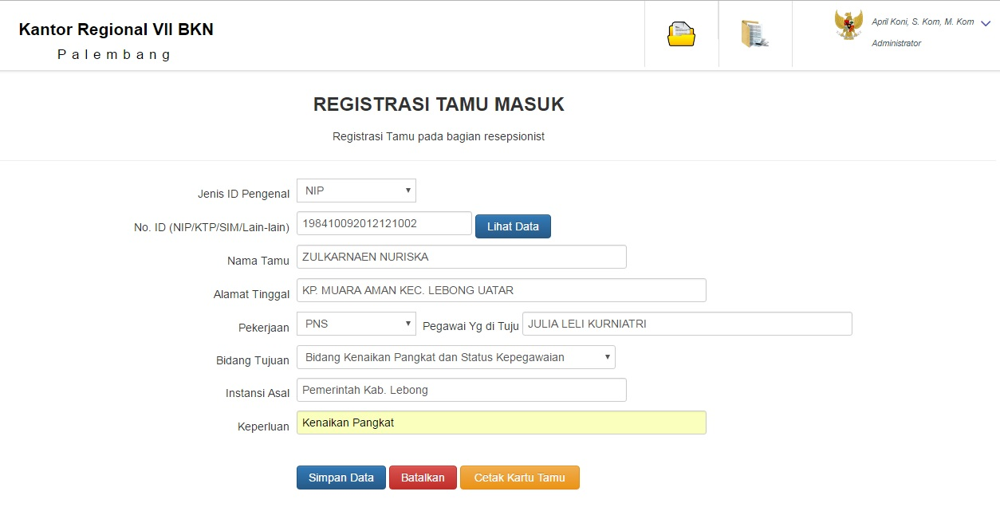 Kantor Regional VII BKN
Palembang
April Koni, S. Kom, M. Kom
Administrator
REGISTRASI TAMU MASUK
Registrasi Tamu pada bagian resepsionist
Jenis ID Pengenal NIP
No. ID (NIP/KTP/SIM/Lain-lain) 198410092012121002 Lihat Data
Nama Tamu ZULKARNAEN NURISKA
Alamat Tinggal KP. MUARA AMAN KEC. LEBONG UATAR
Pekerjaan PNS Pegawai Yg di Tuju JULIA LELI KURNIATRI
Bidang Tujuan Bidang Kenaikan Pangkat dan Status Kepegawaian
Instansi Asal Pemerintah Kab. Lebong
Keperluan Kenaikan Pangkat
Simpan Data Batalkan Cetak Kartu Tamu